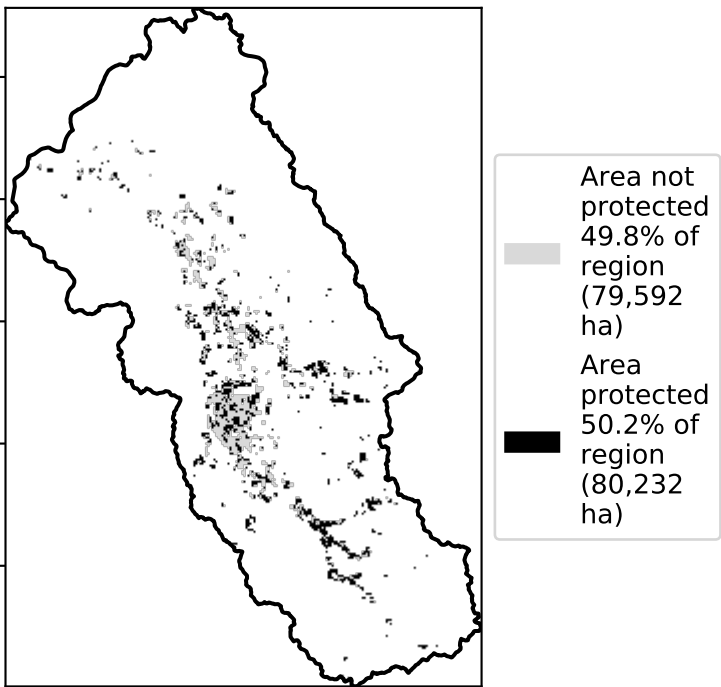 Area not
protected
49.8% of
region
(79,592
ha)
Area
protected
50.2% of
region
(80,232
ha)